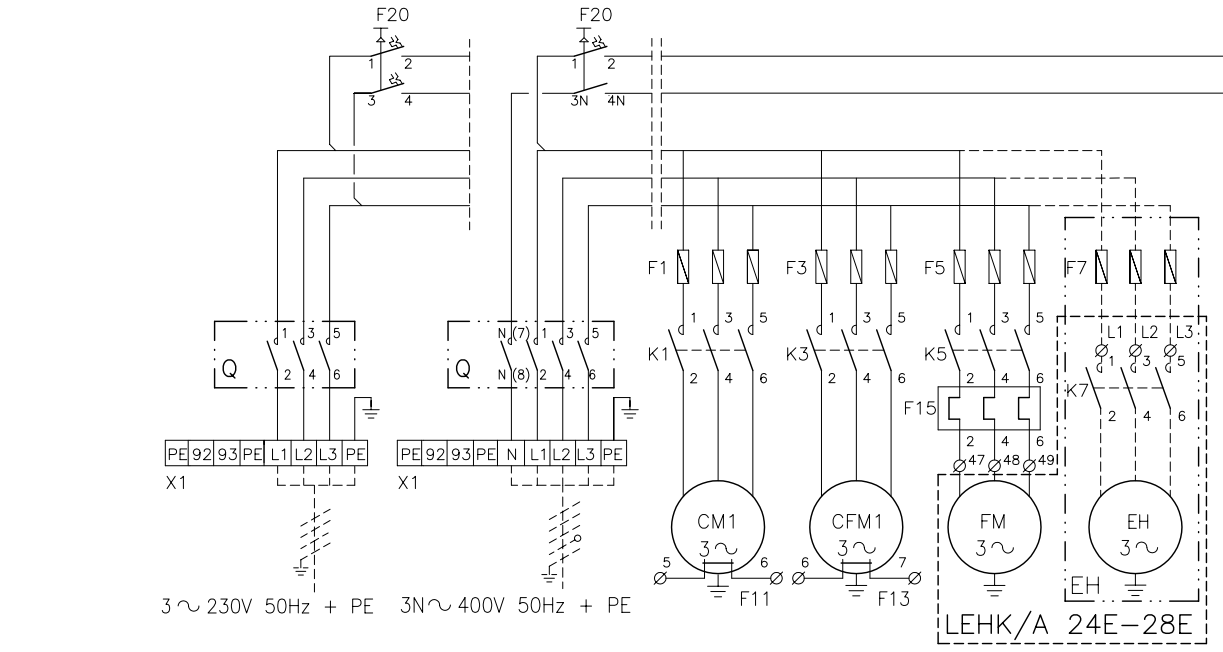 F20 F20
1 2 1 2
3 4 3N 4N
F1 F3 F5 F7
L1 L2 L3
1 3 5 N (7) 1 3 5 1 3 5 1 3 5 1 3 5 1 3 5
K1 K3 K5 K7
Q Q
2 4 6 N (8) 2 4 6 2 4 6 2 4 6 2 4 6 2 4 6
F15
2 4 6
PE 92 93 PE L1 L2 L3 PE PE 92 93 PE N L1 L2 L3 PE
47 48 49
X1 X1
CM1 CFM1 FM EH
3~ 3~ 3~ 3~
5 6 6 7
F11 F13 EH
3~ 230V 50Hz + PE 3N~ 400V 50Hz + PE
LEHK/A 24E-28E